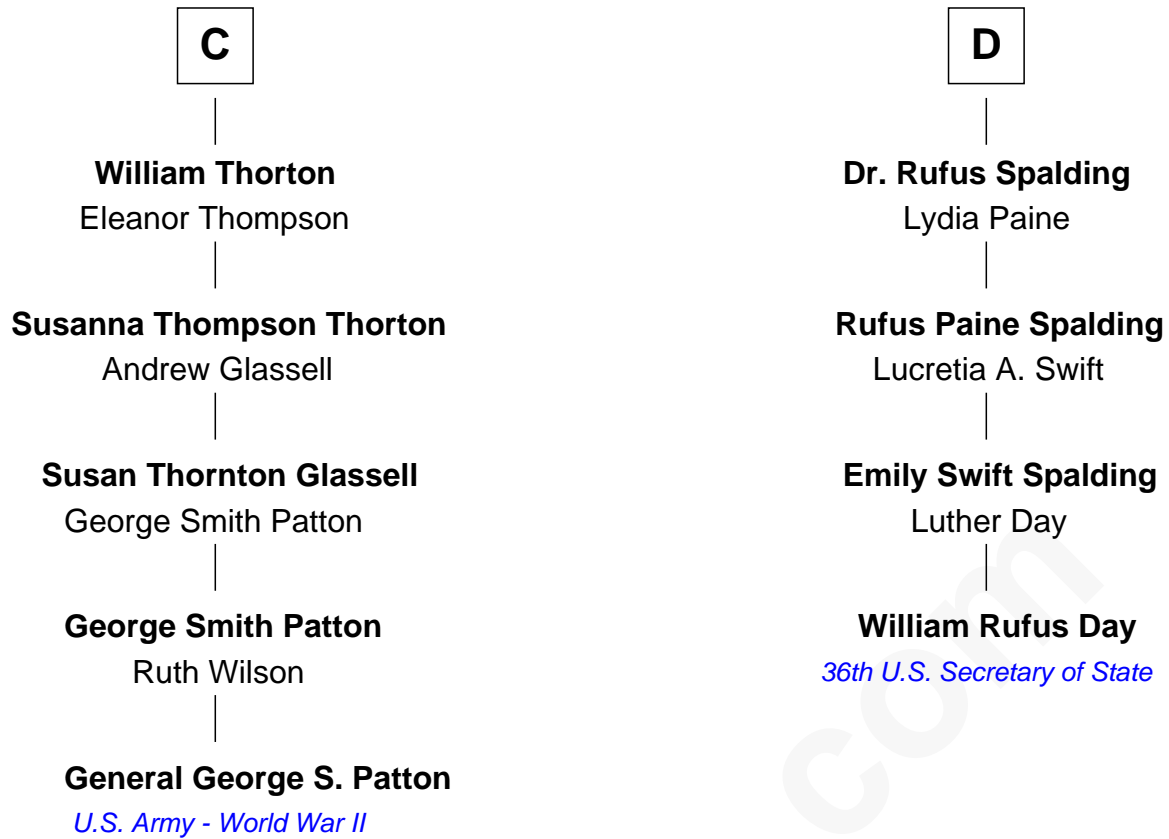 C
William Thorton
Eleanor Thompson
Susanna Thompson Thorton
Andrew Glassell
Susan Thornton Glassell
George Smith Patton
George Smith Patton
Ruth Wilson
General George S. Patton
U.S. Army - World War II
D
Dr. Rufus Spalding
Lydia Paine
Rufus Paine Spalding
Lucretia A. Swift
Emily Swift Spalding
Luther Day
William Rufus Day
36th U.S. Secretary of State
com